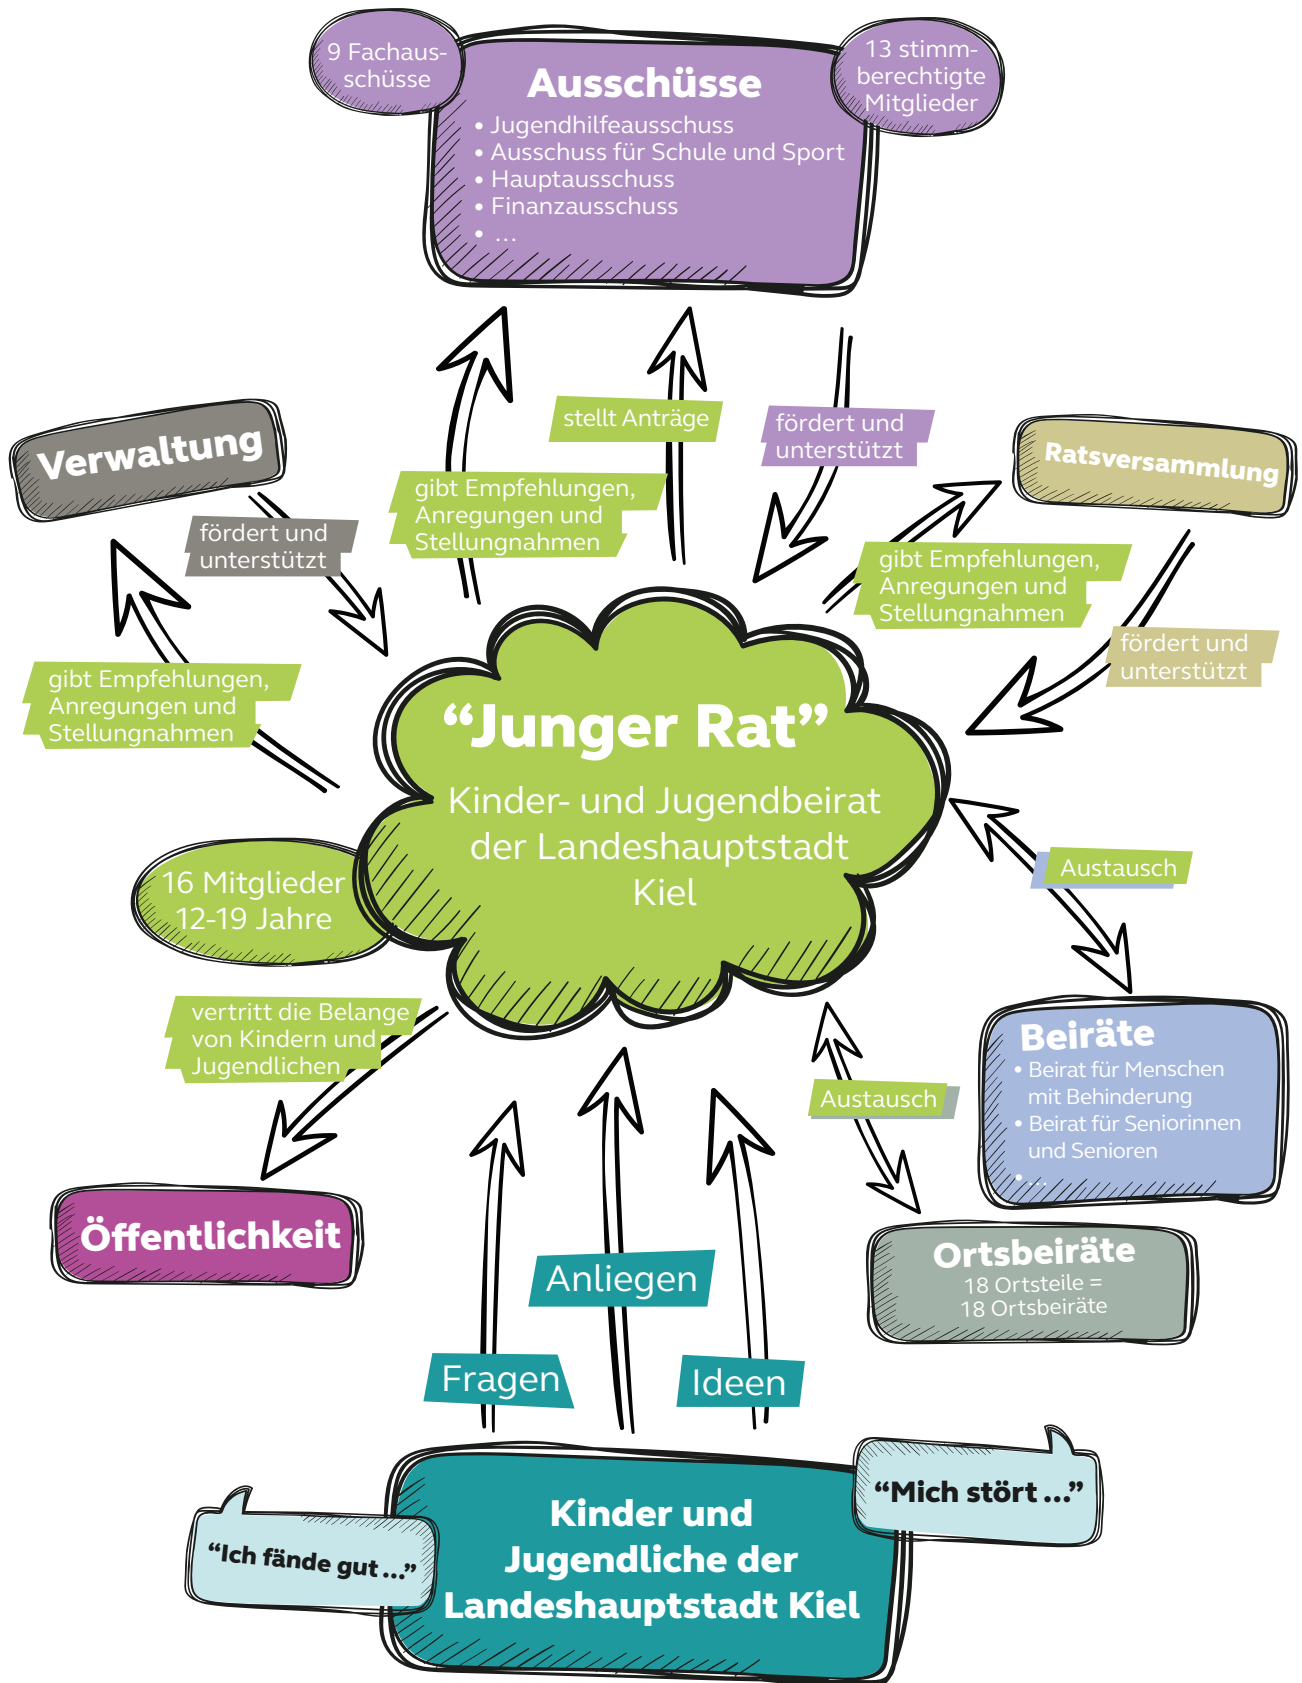 9 Fachaus-
schüsse
13 stimm-
berechtigte
Mitglieder
Ausschüsse
• Jugendhilfeausschuss
• Ausschuss für Schule und Sport
• Hauptausschuss
• Finanzausschuss
• ...
stellt Anträge
fördert und
unterstützt
Verwaltung
Ratsversammlung
gibt Empfehlungen,
Anregungen und
Stellungnahmen
fördert und
unterstützt
gibt Empfehlungen,
Anregungen und
Stellungnahmen
fördert und
unterstützt
gibt Empfehlungen,
Anregungen und
Stellungnahmen
“Junger Rat”
Kinder- und Jugendbeirat
der Landeshauptstadt
Kiel
16 Mitglieder
12-19 Jahre
Austausch
vertritt die Belange
von Kindern und
Jugendlichen
Austausch
Beiräte
• Beirat für Menschen
mit Behinderung
• Beirat für Seniorinnen
und Senioren
• ...
Öffentlichkeit
Ortsbeiräte
18 Ortsteile =
18 Ortsbeiräte
Anliegen
Fragen
Ideen
“Mich stört ...”
“Ich fände gut ...”
Kinder und
Jugendliche der
Landeshauptstadt Kiel